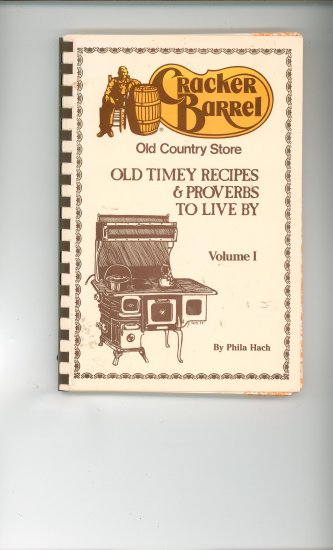 Cracker
Barrel
®
Old Country Store
OLD TIMEY RECIPES
& PROVERBS
TO LIVE BY
Volume I
By Phila Hach